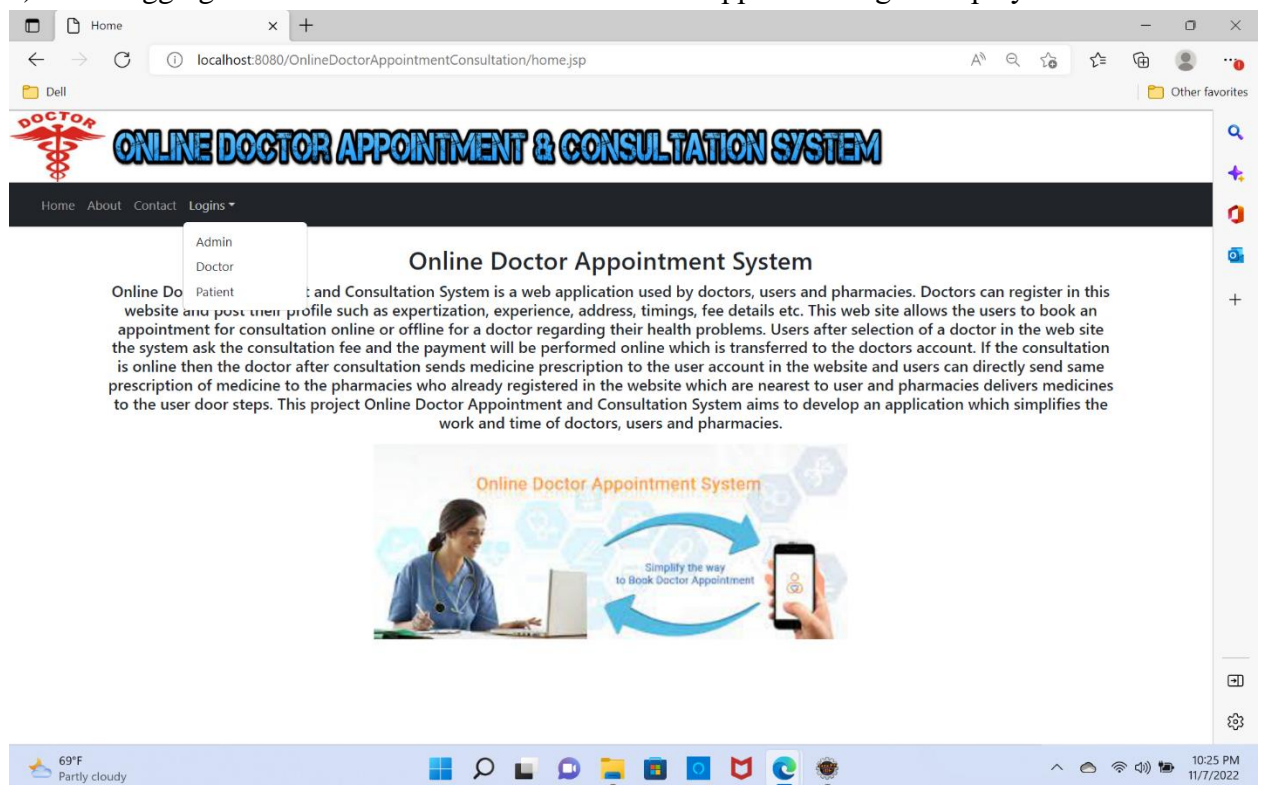 Home
localhost:8080/OnlineDoctorAppointmentConsultation/home.jsp
Dell
Other favorites
DOCTOR
ONLINE DOCTOR APPOINTMENT & CONSULTATION SYSTEM
Home About Contact Logins
Admin
Doctor
Patient
Online Doctor Appointment System
Online Do t and Consultation System is a web application used by doctors, users and pharmacies. Doctors can register in this
website and post their profile such as expertization, experience, address, timings, fee details etc. This web site allows the users to book an
appointment for consultation online or offline for a doctor regarding their health problems. Users after selection of a doctor in the web site
the system ask the consultation fee and the payment will be performed online which is transferred to the doctors account. If the consultation
is online then the doctor after consultation sends medicine prescription to the user account in the website and users can directly send same
prescription of medicine to the pharmacies who already registered in the website which are nearest to user and pharmacies delivers medicines
to the user door steps. This project Online Doctor Appointment and Consultation System aims to develop an application which simplifies the
work and time of doctors, users and pharmacies.
Online Doctor Appointment System
Simplify the way
to Book Doctor Appointment
69°F
Partly cloudy
10:25 PM
11/7/2022